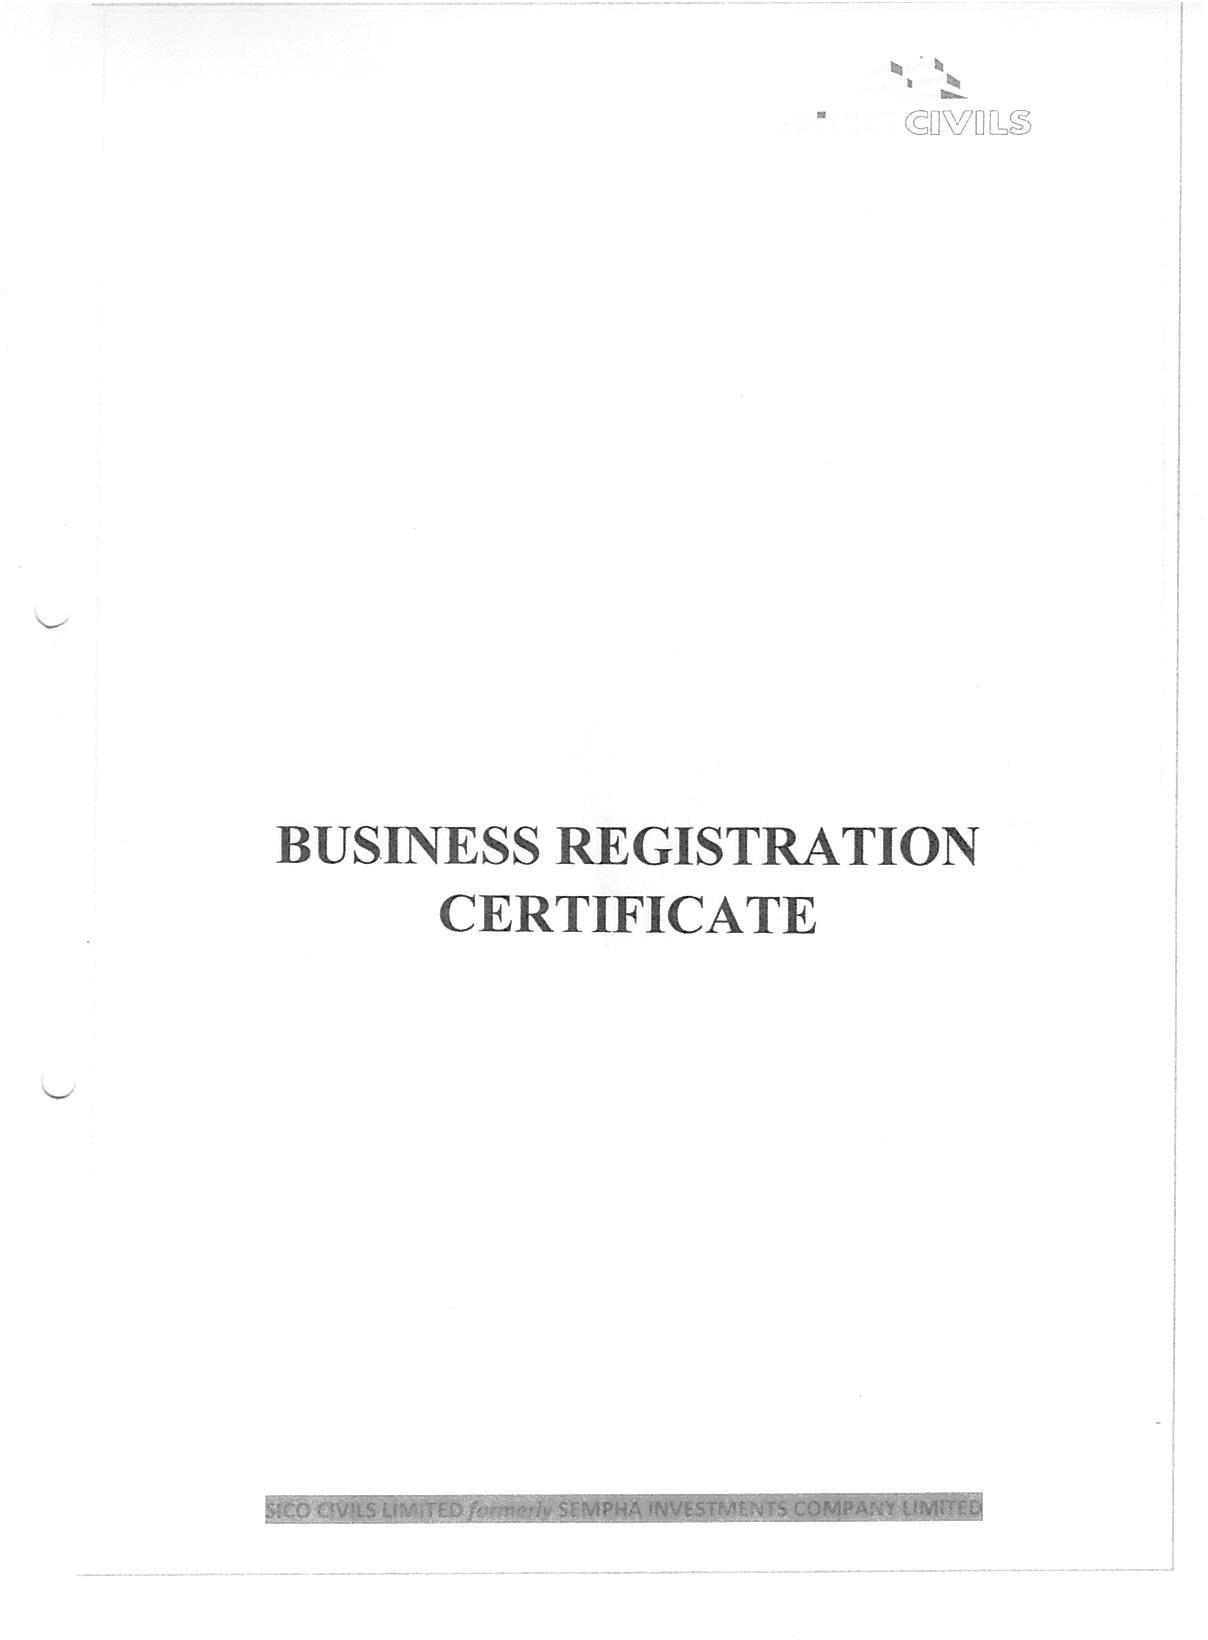 CIVILS
BUSINESS REGISTRATION
CERTIFICATE
SICO CIVILS LIMITED formerly SEMPHA INVESTMENTS COMPANY LIMITED